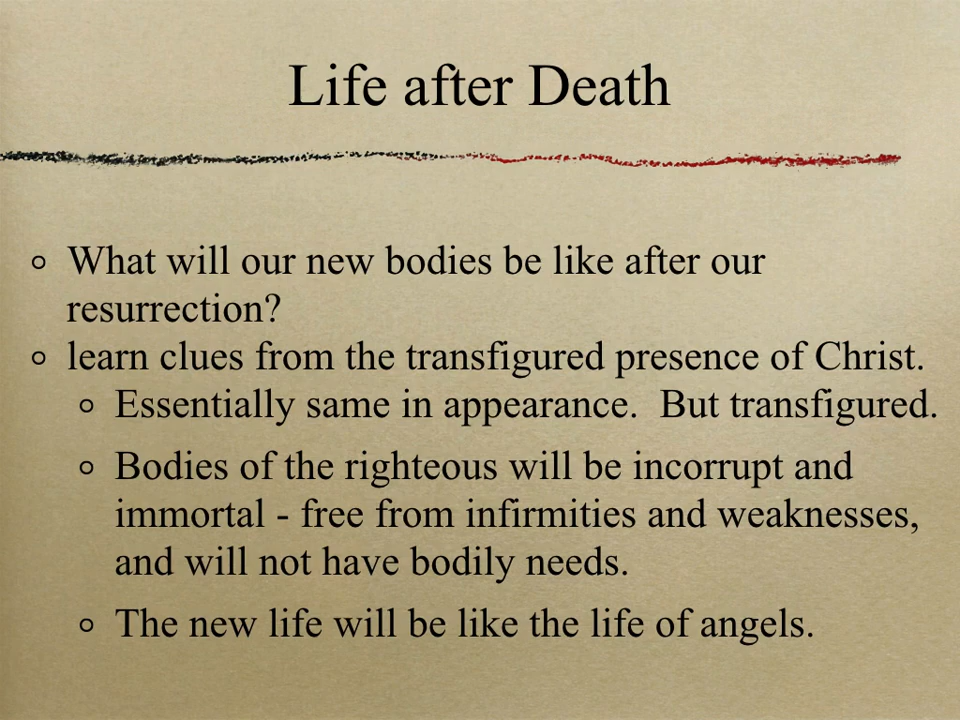 Life after Death
What will our new bodies be like after our
resurrection?
learn clues from the transfigured presence of Christ.
Essentially same in appearance.  But transfigured.
Bodies of the righteous will be incorrupt and
immortal - free from infirmities and weaknesses,
and will not have bodily needs.
The new life will be like the life of angels.